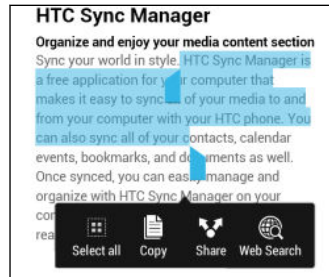 HTC Sync Manager
Organize and enjoy your media content section
Sync your world in style. HTC Sync Manager is
a free application for your computer that
makes it easy to sync all of your media to and
from your computer with your HTC phone. You
can also sync all of your contacts, calendar
events, bookmarks, and documents as well.
Once synced, you can easily manage and
organize with HTC Sync Manager on your
Select all Copy Share Web Search